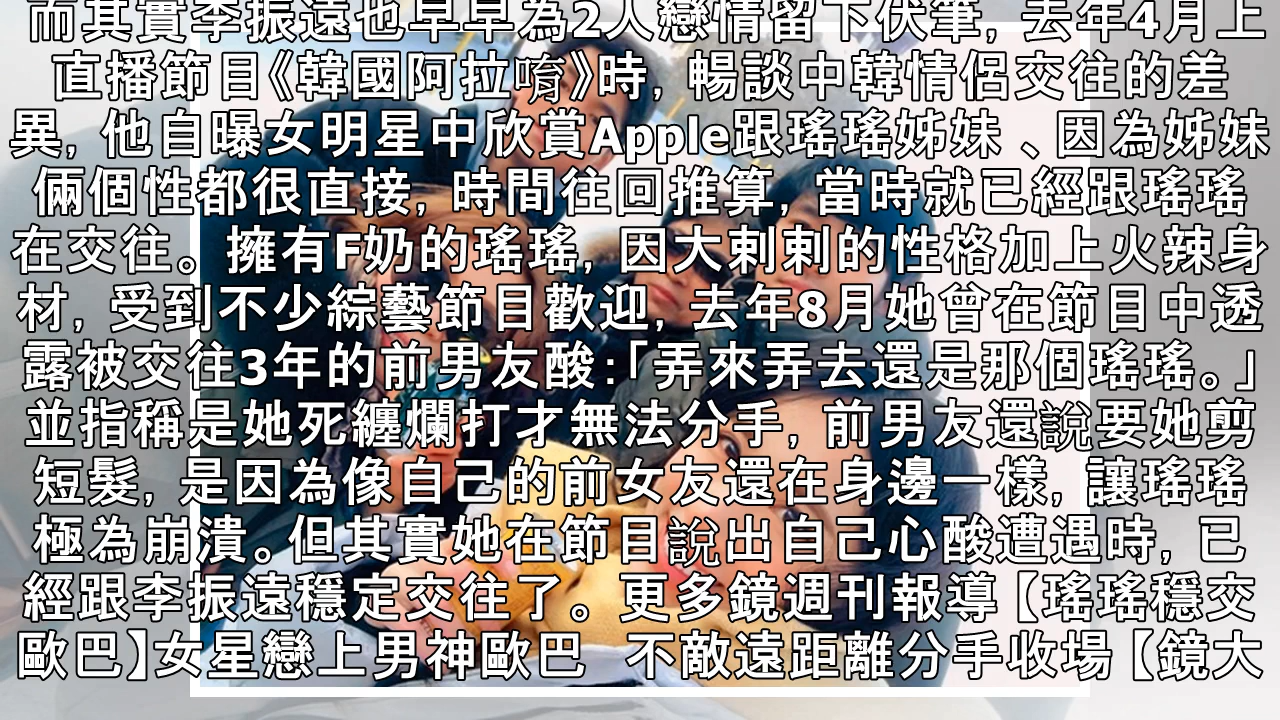 而其實李振遠也早早為2人戀情留下伏筆, 去年4月上
直播節目《韓國阿拉唷》時, 暢談中韓情侶交往的差
異, 他自曝女明星中欣賞Apple跟瑤瑤姊妹、因為姊妹
倆個性都很直接, 時間往回推算, 當時就已經跟瑤瑤
在交往。擁有F奶的瑤瑤, 因大剌剌的性格加上火辣身
材, 受到不少綜藝節目歡迎, 去年8月她曾在節目中透
露被交往3年的前男友酸:「弄來弄去還是那個瑤瑤。」
並指稱是她死纏爛打才無法分手, 前男友還說要她剪
短髮, 是因為像自己的前女友還在身邊一樣, 讓瑤瑤
極為崩潰。但其實她在節目說出自己心酸遭遇時, 已
經跟李振遠穩定交往了。更多鏡週刊報導【瑤瑤穩交
歐巴】女星戀上男神歐巴　不敵遠距離分手收場【鏡大